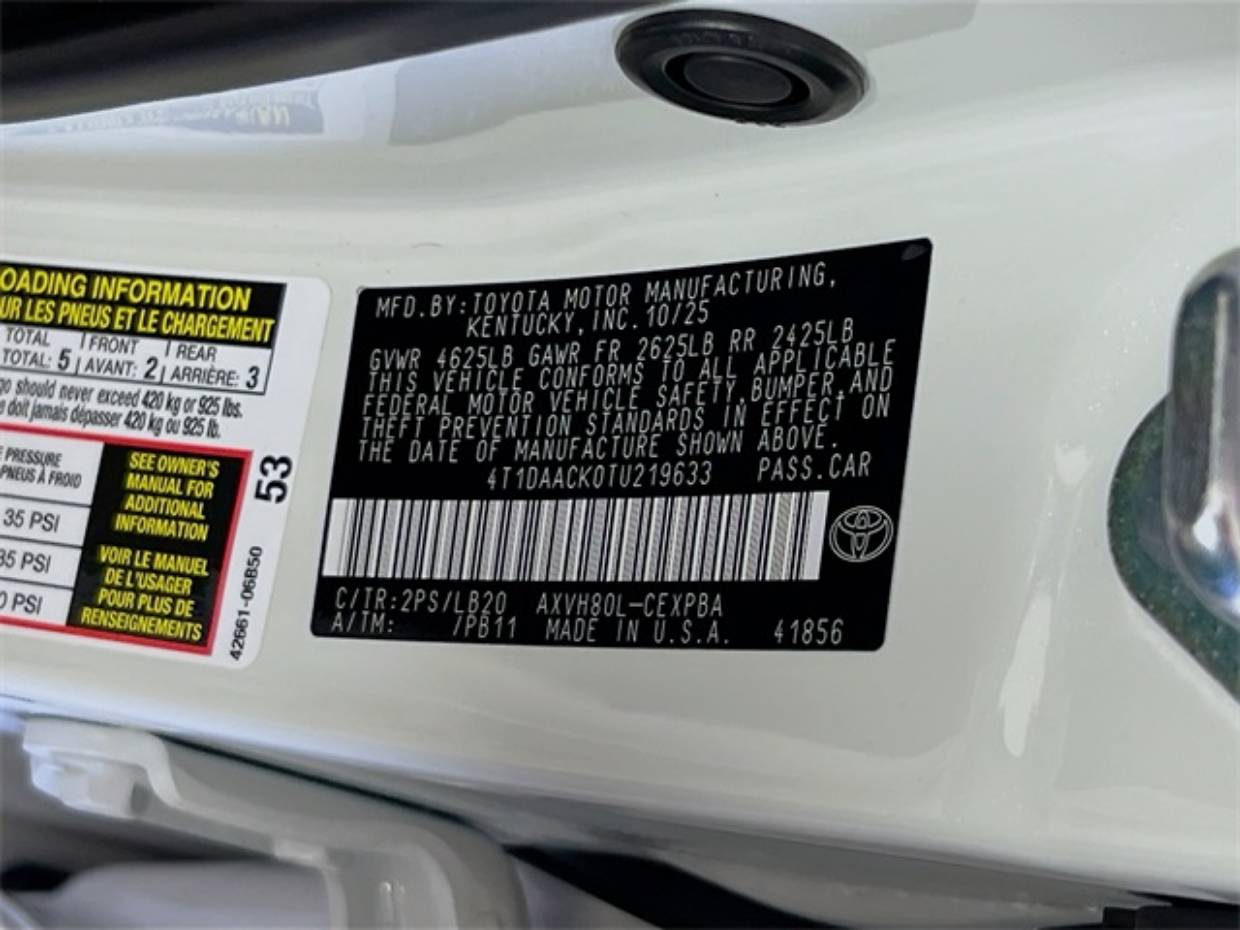 OADING INFORMATION
UR LES PNEUS ET LE CHARGEMENT
TOTAL FRONT REAR
TOTAL: 5 AVANT: 2 ARRIÈRE: 3
go should never exceed 420 kg or 925 lbs.
e doit jamais dépasser 420 kg ou 925 lb.
PRESSURE
PNEUS À FROID
35 PSI
35 PSI
0 PSI
SEE OWNER'S
MANUAL FOR
ADDITIONAL
INFORMATION
VOIR LE MANUEL
DE L'USAGER
POUR PLUS DE
RENSEIGNEMENTS
53
42661-06B50
MFD.BY:TOYOTA MOTOR MANUFACTURING,
KENTUCKY,INC.10/25
GVWR 4625LB GAWR FR 2625LB RR 2425LB
THIS VEHICLE CONFORMS TO ALL APPLICABLE
FEDERAL MOTOR VEHICLE SAFETY,BUMPER,AND
THEFT PREVENTION STANDARDS IN EFFECT ON
THE DATE OF MANUFACTURE SHOWN ABOVE.
4T1DAACK0TU219633 PASS.CAR
C/TR:2PS/LB20 AXVH80L-CEXPBA
A/TM: /PB11 MADE IN U.S.A. 41856